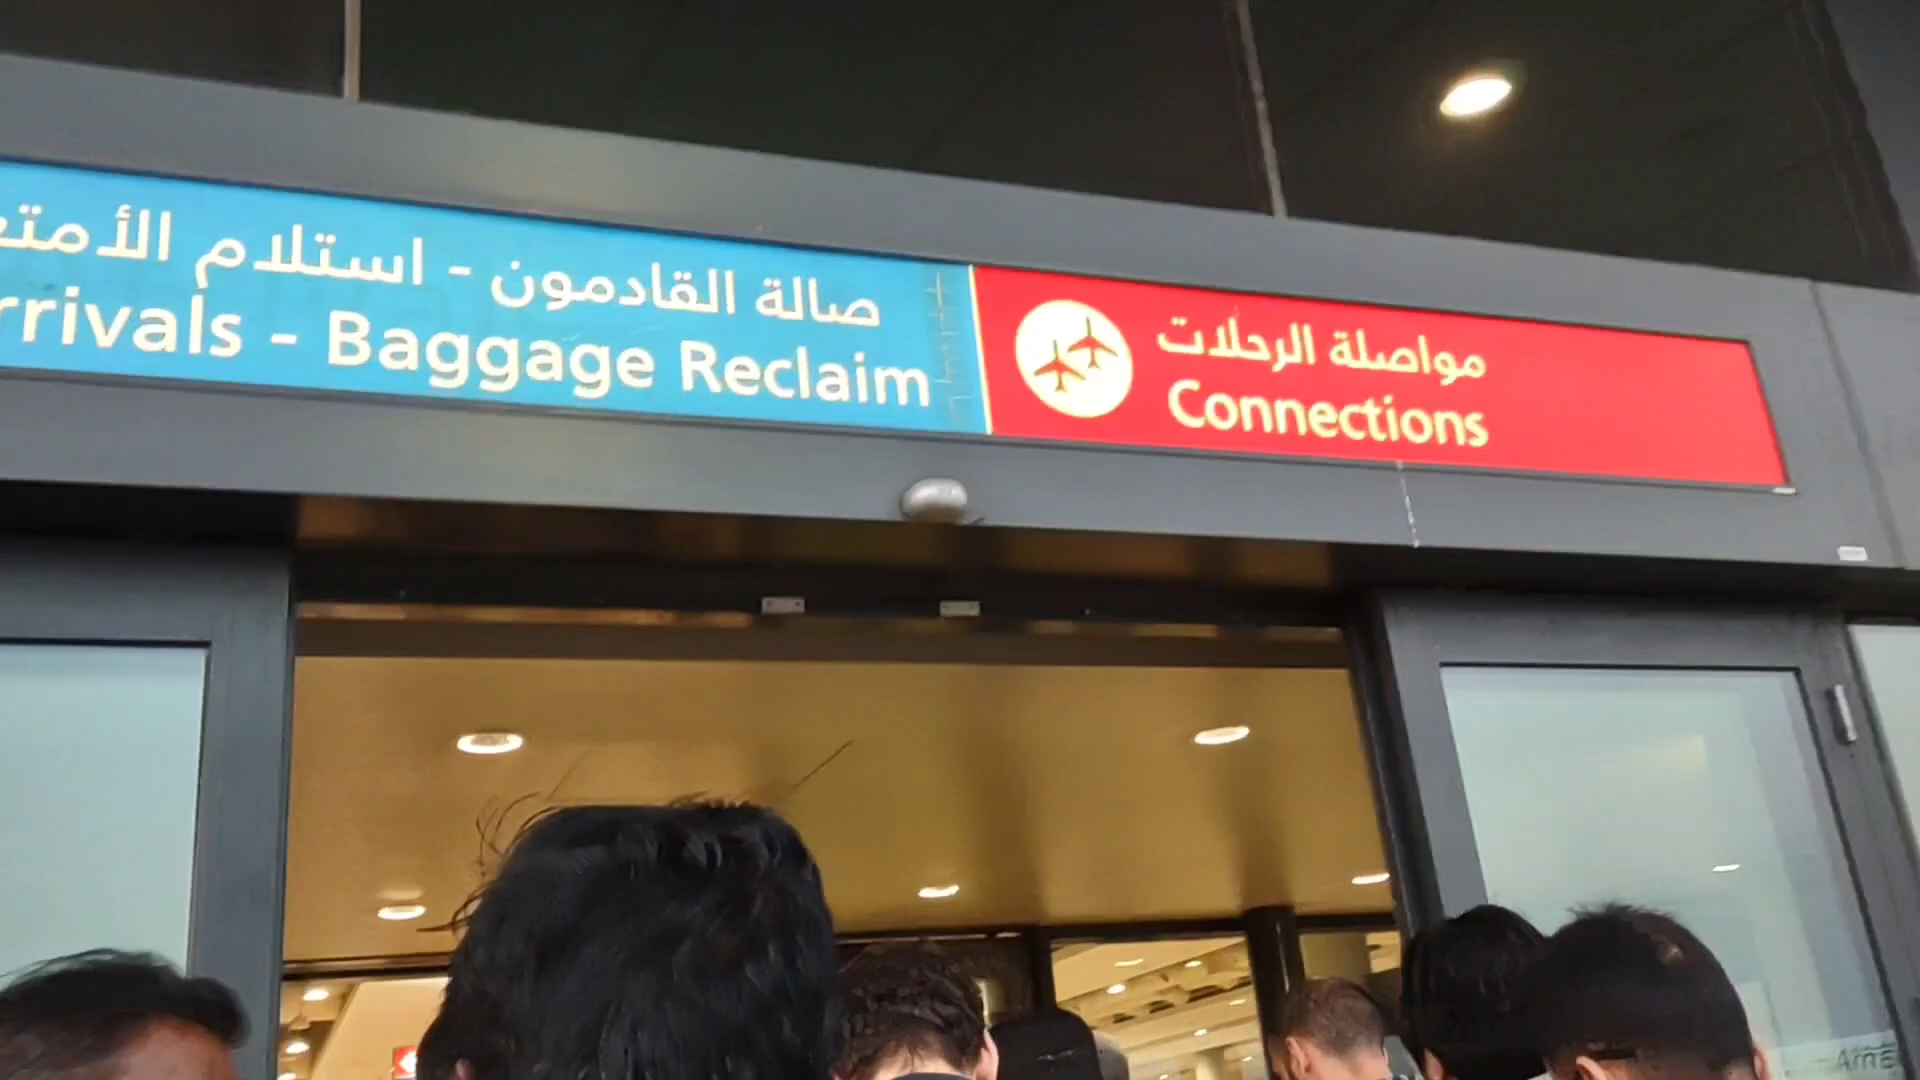 صالة القادمون - استلام
rrivals - Baggage Reclaim
مواصلة الرحلات
Connections